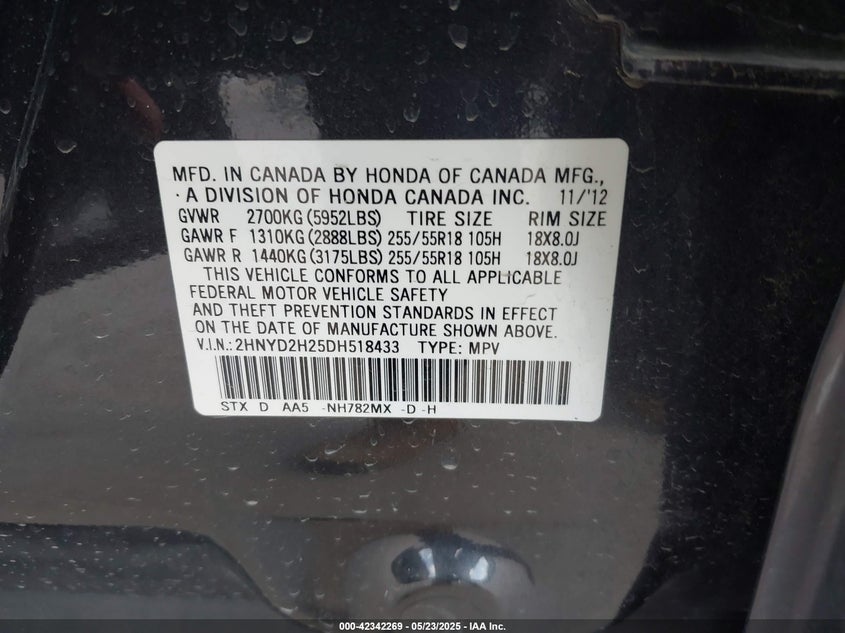 MFD. IN CANADA BY HONDA OF CANADA MFG.,
A DIVISION OF HONDA CANADA INC. 11/'12
GVWR 2700KG(5952LBS) TIRE SIZE RIM SIZE
GAWR F 1310KG(2888LBS) 255/55R18 105H 18X8.0J
GAWR R 1440KG(3175LBS) 255/55R18 105H 18X8.0J
THIS VEHICLE CONFORMS TO ALL APPLICABLE
FEDERAL MOTOR VEHICLE SAFETY
AND THEFT PREVENTION STANDARDS IN EFFECT
ON THE DATE OF MANUFACTURE SHOWN ABOVE.
V.I.N.:2HNYD2H25DH518433 TYPE: MPV
STX D AA5 -NH782MX -D -H
000-42342269 - 05/23/2025 - IAA Inc.